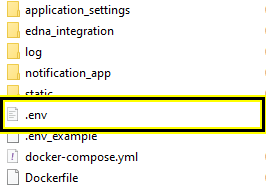 application_settings
edna_integration
log
notification_app
static
.env
.env_example
docker-compose.yml
Dockerfile